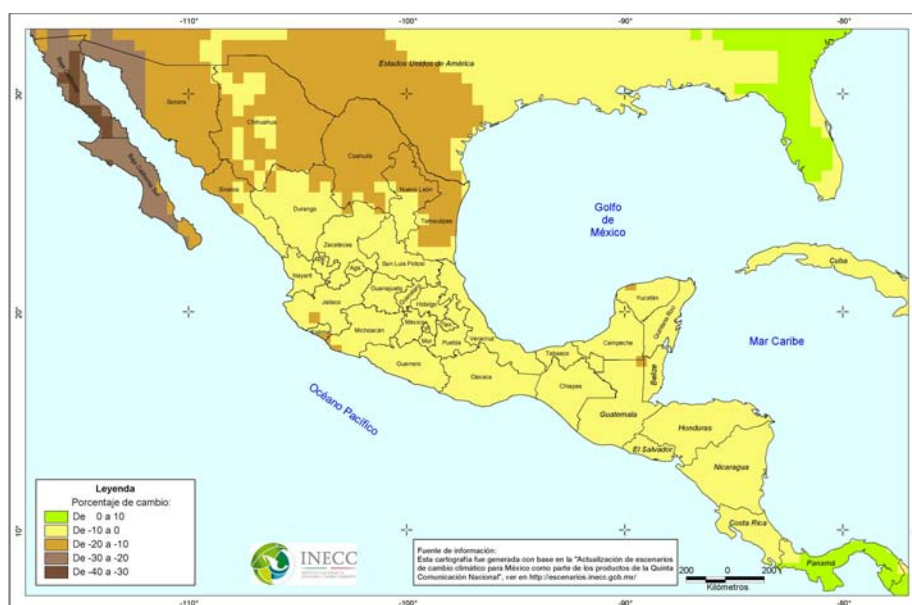 -110°
-100°
-90°
-80°
30°
20°
10°
Estados Unidos de América
Baja California
Baja California Sur
Sonora
Chihuahua
Coahuila
Sinaloa
Nuevo León
Durango
Tamaulipas
Zacatecas
San Luis Potosí
Nayarit
Ags.
Guanajuato
Querétaro
Hidalgo
Jalisco
Colima
Michoacán
México
Mor.
Puebla
Veracruz
Guerrero
Oaxaca
Tabasco
Chiapas
Campeche
Yucatán
Quintana Roo
Belize
Guatemala
Honduras
El Salvador
Nicaragua
Costa Rica
Panamá
Cuba
Golfo
de
México
Mar Caribe
Océano Pacífico
Leyenda
Porcentaje de cambio:
De 0 a 10
De -10 a 0
De -20 a -10
De -30 a -20
De -40 a -30
INECC
Fuente de información:
Esta cartografía fue generada con base en la "Actualización de escenarios
de cambio climático para México como parte de los productos de la Quinta
Comunicación Nacional", ver en http://escenarios.inecc.gob.mx/
200 0 200
Kilómetros
-110°
-100°
-90°
-80°